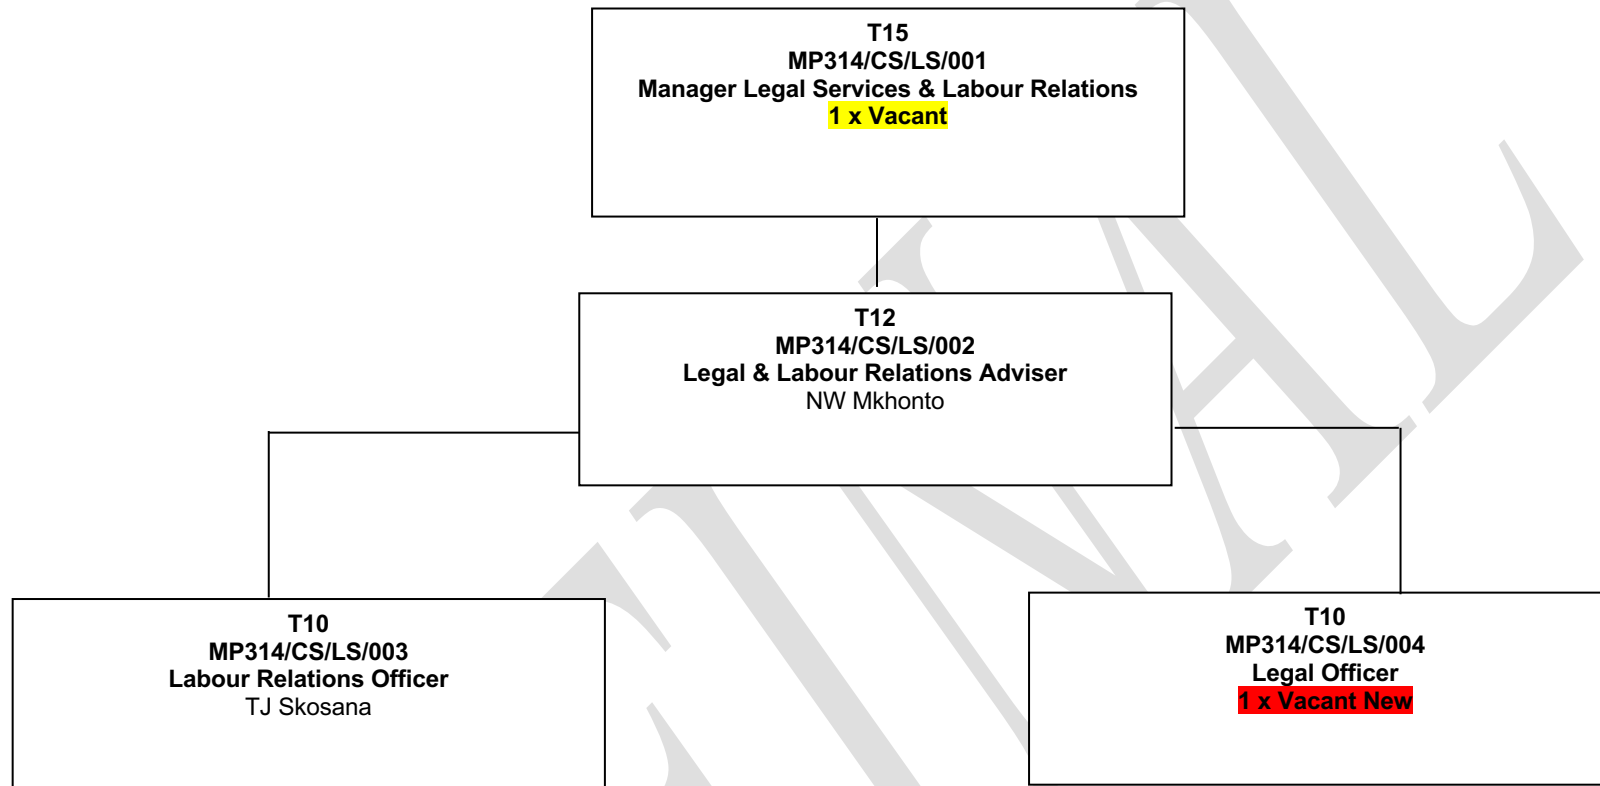 T15
MP314/CS/LS/001
Manager Legal Services & Labour Relations
1 x Vacant
T12
MP314/CS/LS/002
Legal & Labour Relations Adviser
NW Mkhonto
T10
MP314/CS/LS/003
Labour Relations Officer
TJ Skosana
T10
MP314/CS/LS/004
Legal Officer
1 x Vacant New
FINAL